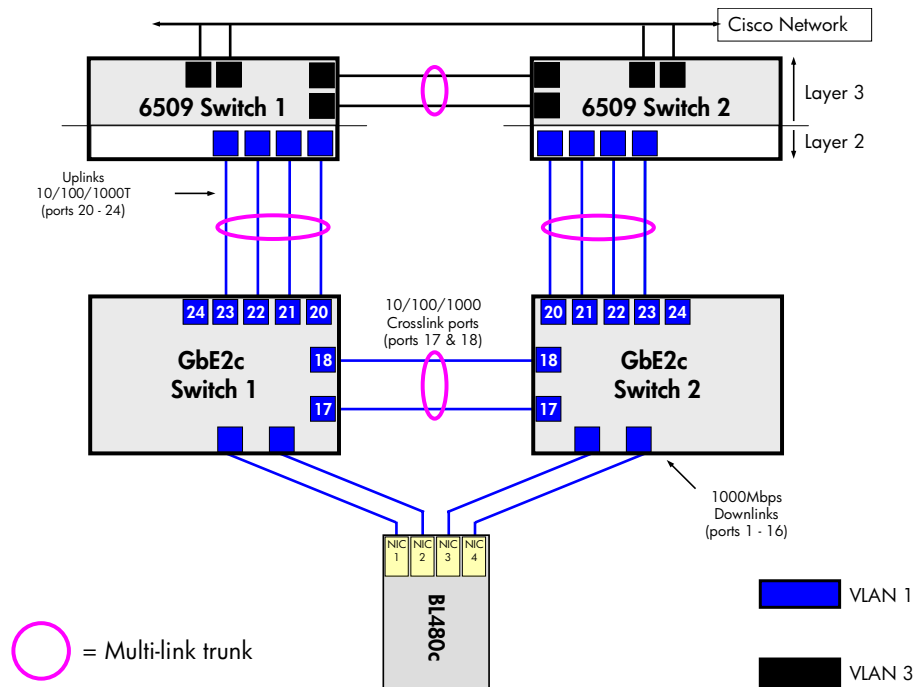 Cisco Network
6509 Switch 1
6509 Switch 2
Layer 3
Layer 2
Uplinks
10/100/1000T
(ports 20 - 24)
24 23 22 21 20
20 21 22 23 24
10/100/1000
Crosslink ports
(ports 17 & 18)
GbE2c
Switch 1
18
17
18
17
GbE2c
Switch 2
1000Mbps
Downlinks
(ports 1 - 16)
NIC
1
NIC
2
NIC
3
NIC
4
BL480c
VLAN 1
= Multi-link trunk
VLAN 3